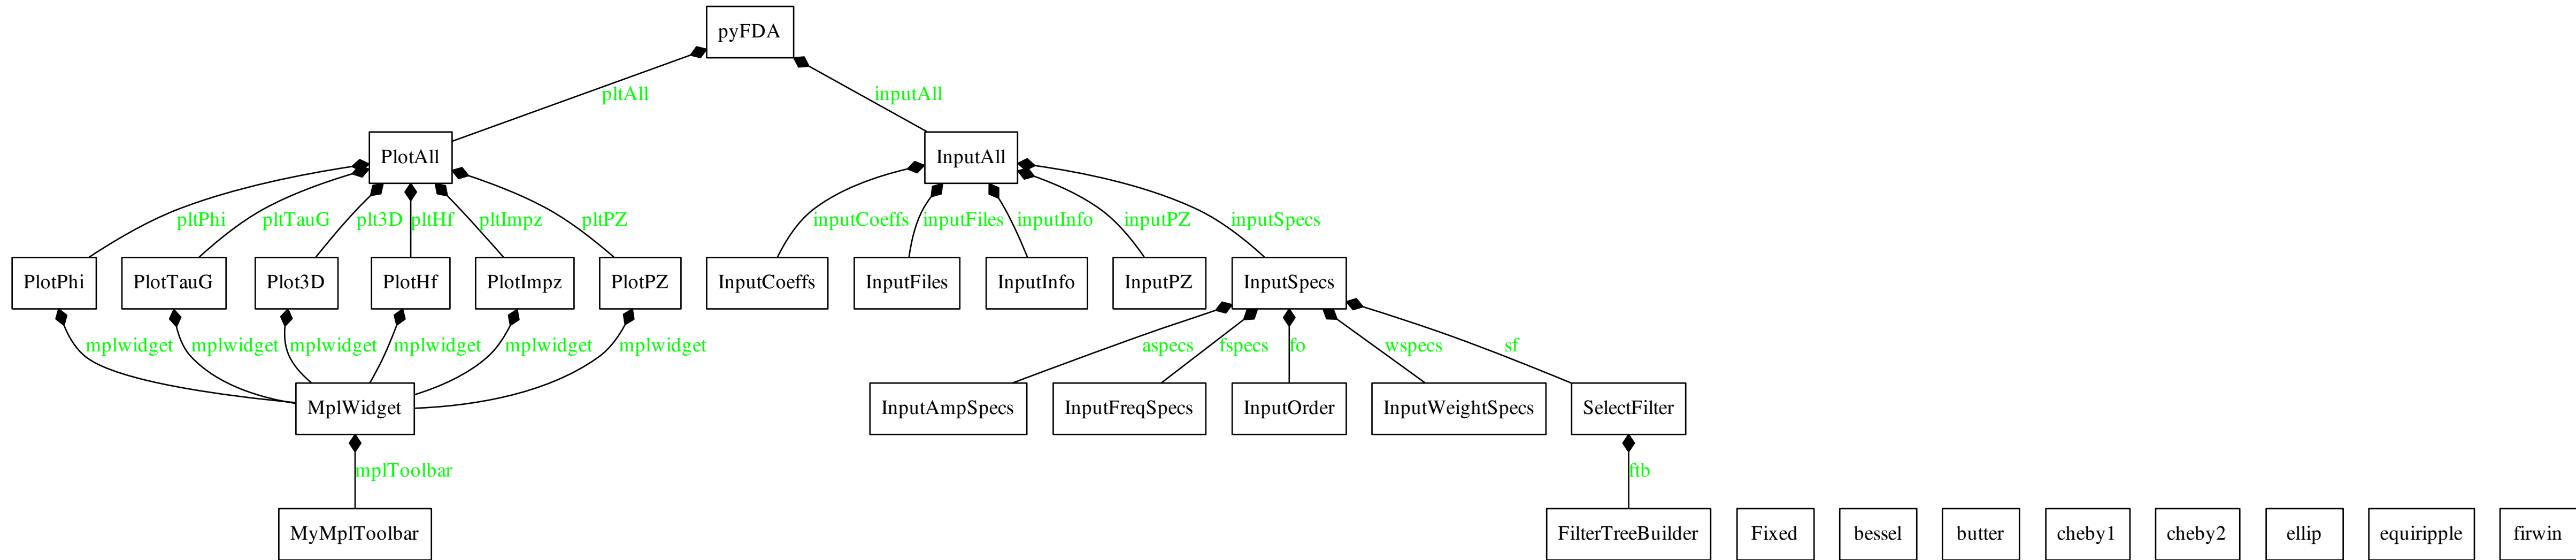 pyFDA
pltAll
inputAll
PlotAll
InputAll
pltPhi
pltTauG
plt3D
pltHf
pltImpz
pltPZ
inputCoeffs
inputFiles
inputInfo
inputPZ
inputSpecs
PlotPhi
PlotTauG
Plot3D
PlotHf
PlotImpz
PlotPZ
InputCoeffs
InputFiles
InputInfo
InputPZ
InputSpecs
mplwidget
mplwidget
mplwidget
mplwidget
mplwidget
mplwidget
aspecs
fspecs
fo
wspecs
sf
MplWidget
InputAmpSpecs
InputFreqSpecs
InputOrder
InputWeightSpecs
SelectFilter
mplToolbar
ftb
MyMplToolbar
FilterTreeBuilder
Fixed
bessel
butter
cheby1
cheby2
ellip
equiripple
firwin